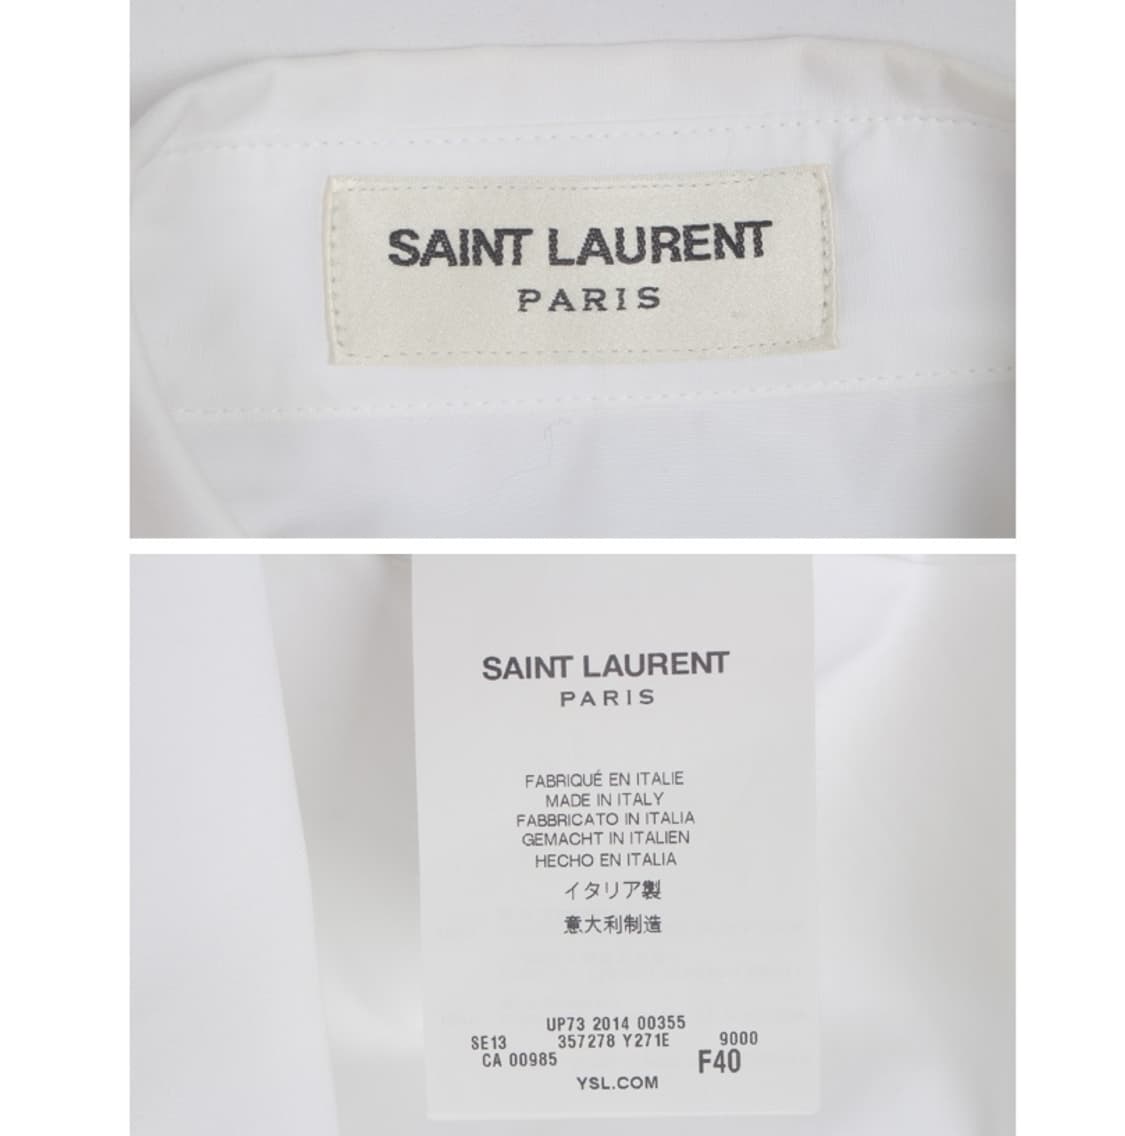 SAINT LAURENT
PARIS
SAINT LAURENT
PARIS
FABRIQUÉ EN ITALIE
MADE IN ITALY
FABBRICATO IN ITALIA
GEMACHT IN ITALIEN
HECHO EN ITALIA
イタリア製
意大利制造
UP73 2014 00355
SE13 357278 Y271E 9000
CA 00985 F40
YSL.COM